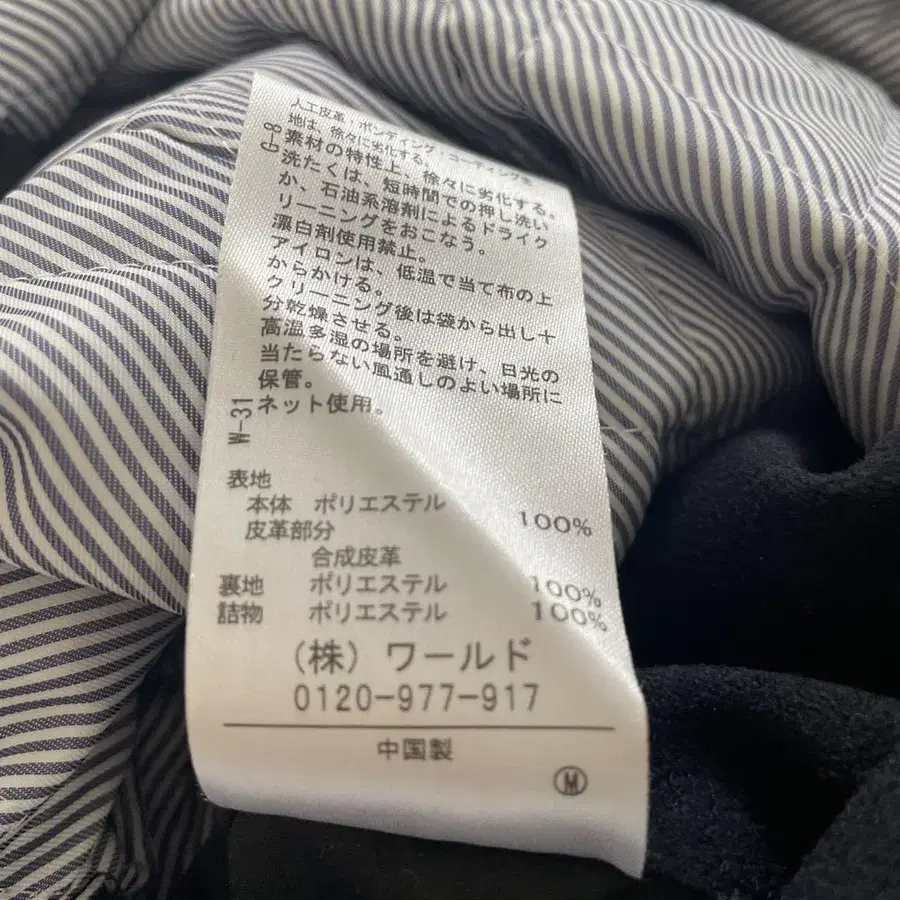 人工皮革・ボンディング・コーティング生
地は、徐々に劣化する。
素材の特性上、徐々に劣化する。
洗たくは、短時間での押し洗い
か、石油系溶剤によるドライク
リーニングをおこなう。
漂白剤使用禁止。
アイロンは、低温で当て布の上
からかける。
クリーニング後は袋から出し十
分乾燥させる。
高温多湿の場所を避け、日光の
当たらない風通しのよい場所に
保管。
ネット使用。
W-31
表地
本体 ポリエステル 100%
皮革部分
合成皮革
裏地 ポリエステル 100%
詰物 ポリエステル 100%
(株)ワールド
0120-977-917
中国製
M